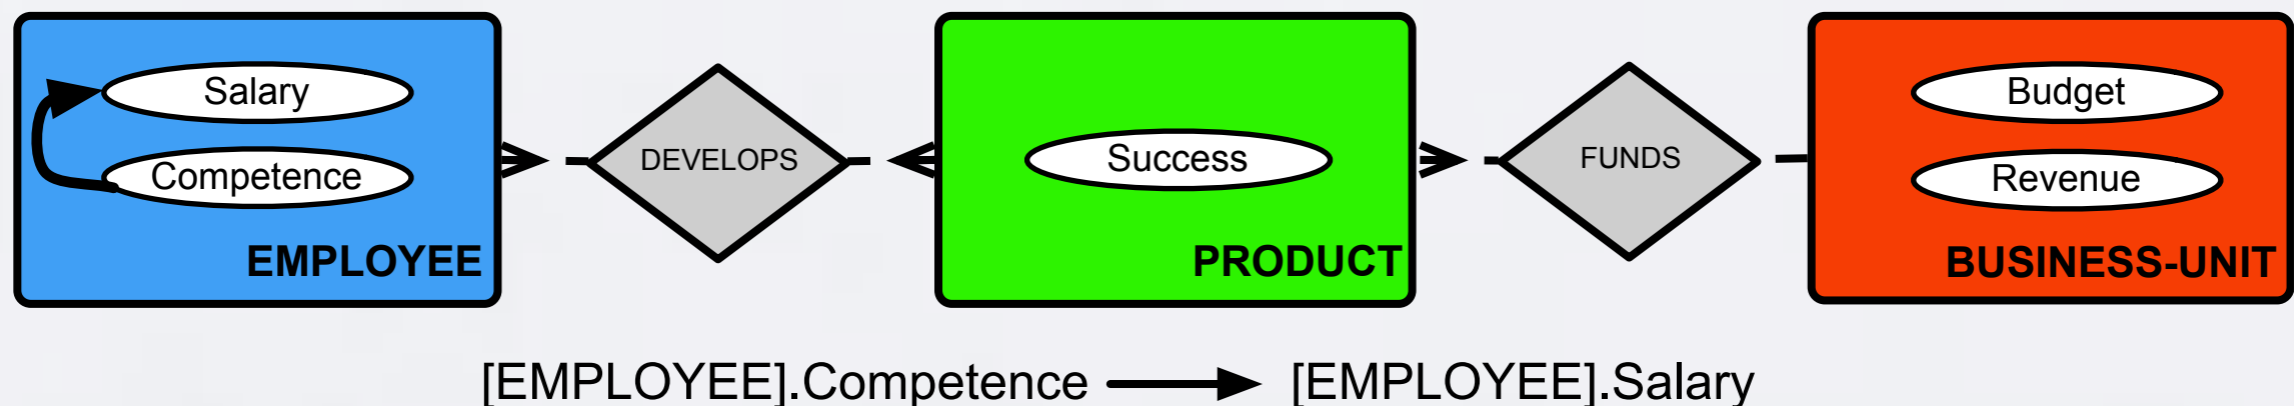 Salary
Competence
EMPLOYEE
DEVELOPS
Success
PRODUCT
FUNDS
Budget
Revenue
BUSINESS-UNIT
[EMPLOYEE].Competence [EMPLOYEE].Salary